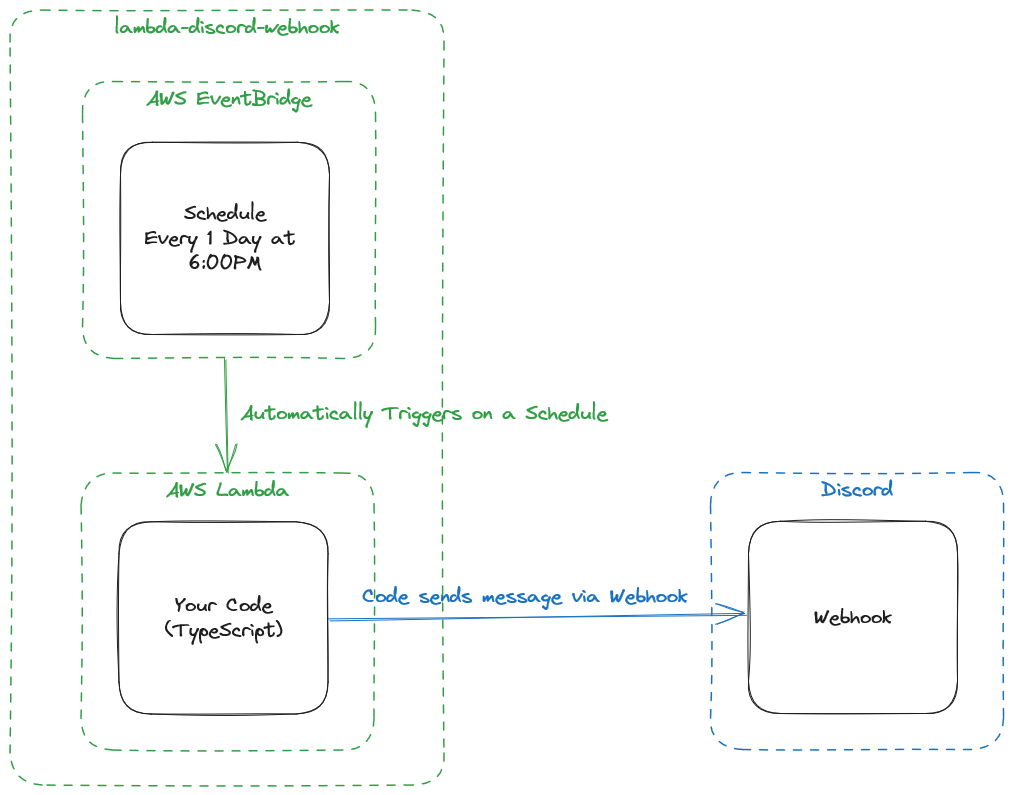 lambda-discord-webhook
AWS EventBridge
Schedule
Every 1 Day at
6:00PM
Automatically Triggers on a Schedule
AWS Lambda
Your Code
(TypeScript)
Code sends message via Webhook
Discord
Webhook